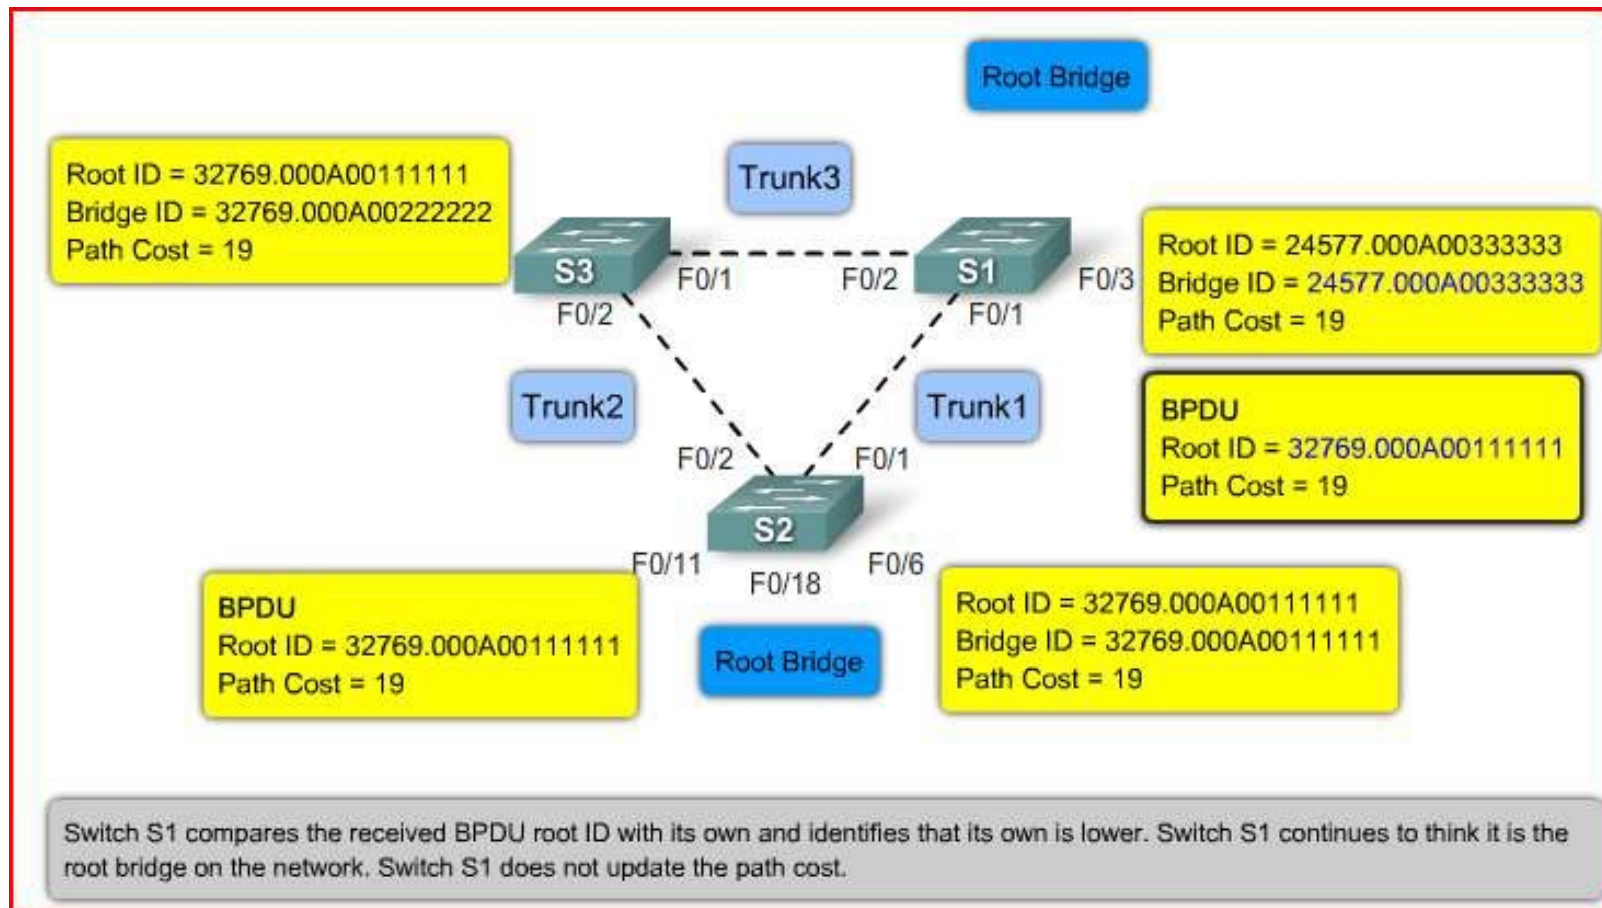 Root Bridge
Root ID = 32769.000A00111111
Bridge ID = 32769.000A00222222
Path Cost = 19
Trunk3
S3
F0/1
F0/2
S1
F0/3
F0/2
F0/1
Root ID = 24577.000A00333333
Bridge ID = 24577.000A00333333
Path Cost = 19
Trunk2
Trunk1
BPDU
Root ID = 32769.000A00111111
Path Cost = 19
F0/2
F0/1
S2
F0/11
F0/18
F0/6
BPDU
Root ID = 32769.000A00111111
Path Cost = 19
Root Bridge
Root ID = 32769.000A00111111
Bridge ID = 32769.000A00111111
Path Cost = 19
Switch S1 compares the received BPDU root ID with its own and identifies that its own is lower. Switch S1 continues to think it is the
root bridge on the network. Switch S1 does not update the path cost.